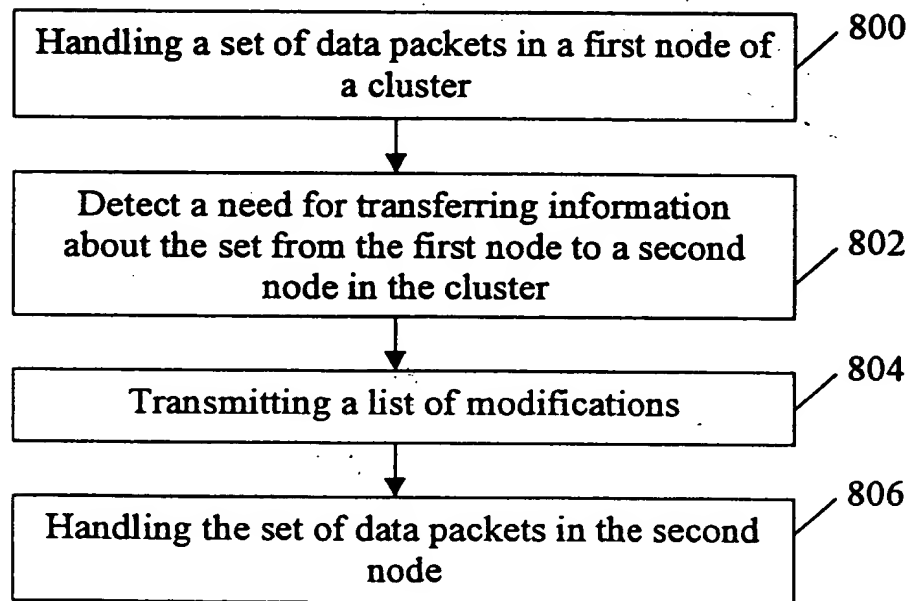 Handling a set of data packets in a first node of
a cluster
800
Detect a need for transferring information
about the set from the first node to a second
node in the cluster
802
Transmitting a list of modifications
804
Handling the set of data packets in the second
node
806